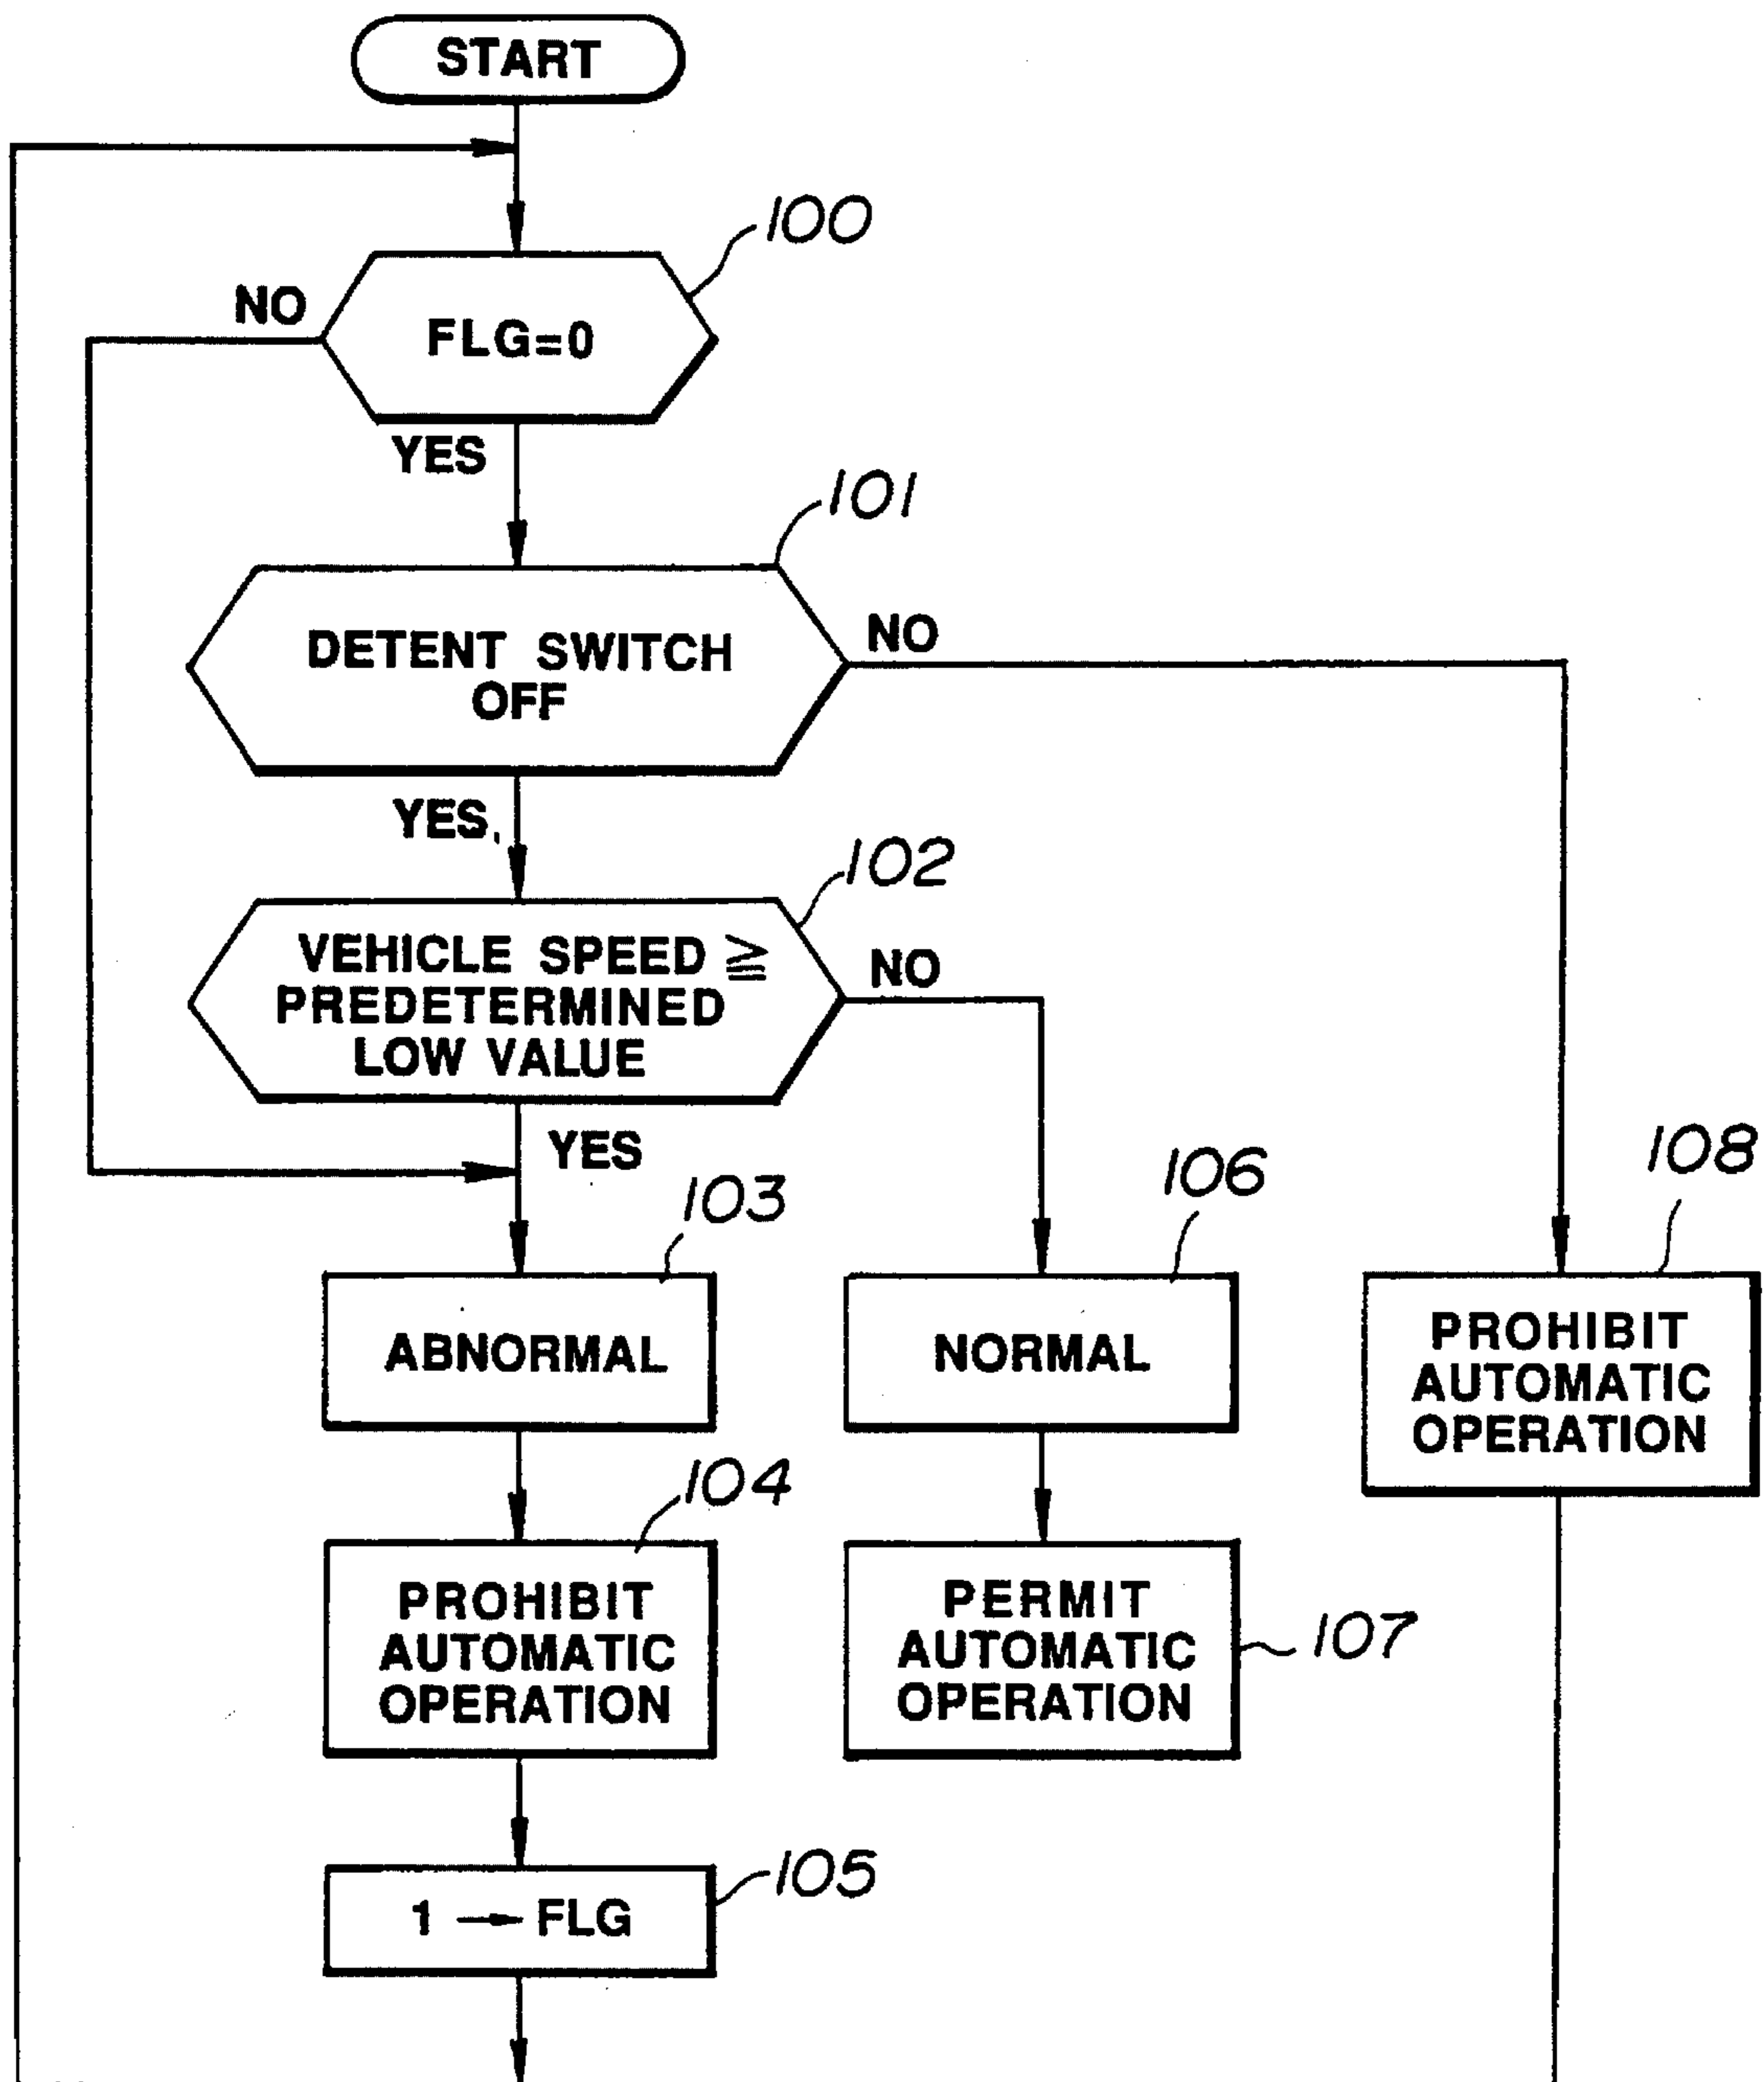 START
100
NO
FLG=0
YES
101
DETENT SWITCH
OFF
NO
YES
102
VEHICLE SPEED ≧
PREDETERMINED
LOW VALUE
NO
YES
103
106
108
ABNORMAL
NORMAL
PROHIBIT
AUTOMATIC
OPERATION
104
PROHIBIT
AUTOMATIC
OPERATION
PERMIT
AUTOMATIC
OPERATION
107
105
1 → FLG